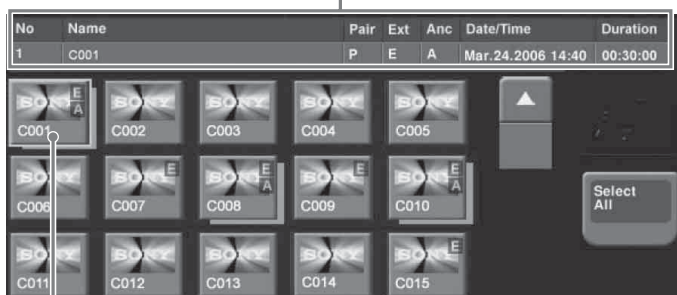 No Name Pair Ext Anc Date/Time Duration
1 C001 P E A Mar.24.2006 14:40 00:30:00
SONY E A SONY SONY SONY SONY
C001 C002 C003 C004 C005
SONY SONY E SONY E A SONY E SONY E A
C006 C007 C008 C009 C010
Select
All
SONY SONY SONY SONY SONY E
C011 C012 C013 C014 C015